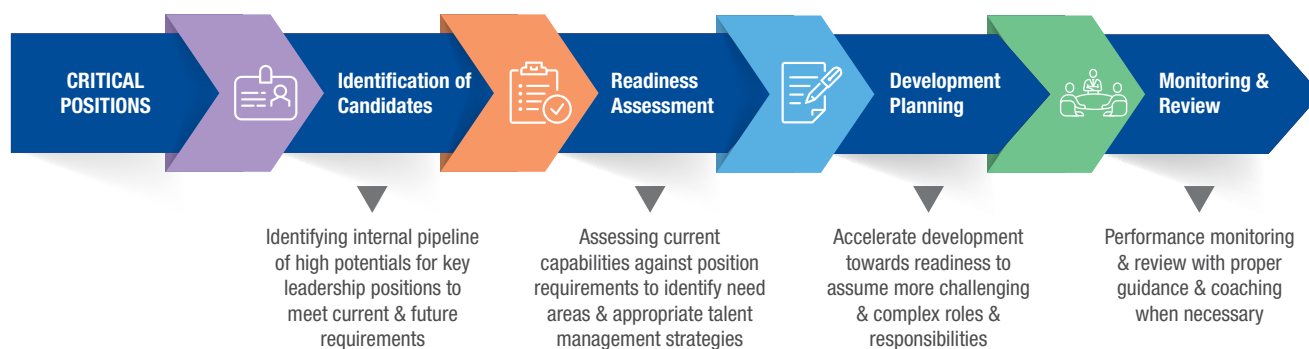 CRITICAL
POSITIONS
Identification of
Candidates
Readiness
Assessment
Development
Planning
Monitoring &
Review
Identifying internal pipeline
of high potentials for key
leadership positions to
meet current & future
requirements
Assessing current
capabilities against position
requirements to identify need
areas & appropriate talent
management strategies
Accelerate development
towards readiness to
assume more challenging
& complex roles &
responsibilities
Performance monitoring
& review with proper
guidance & coaching
when necessary